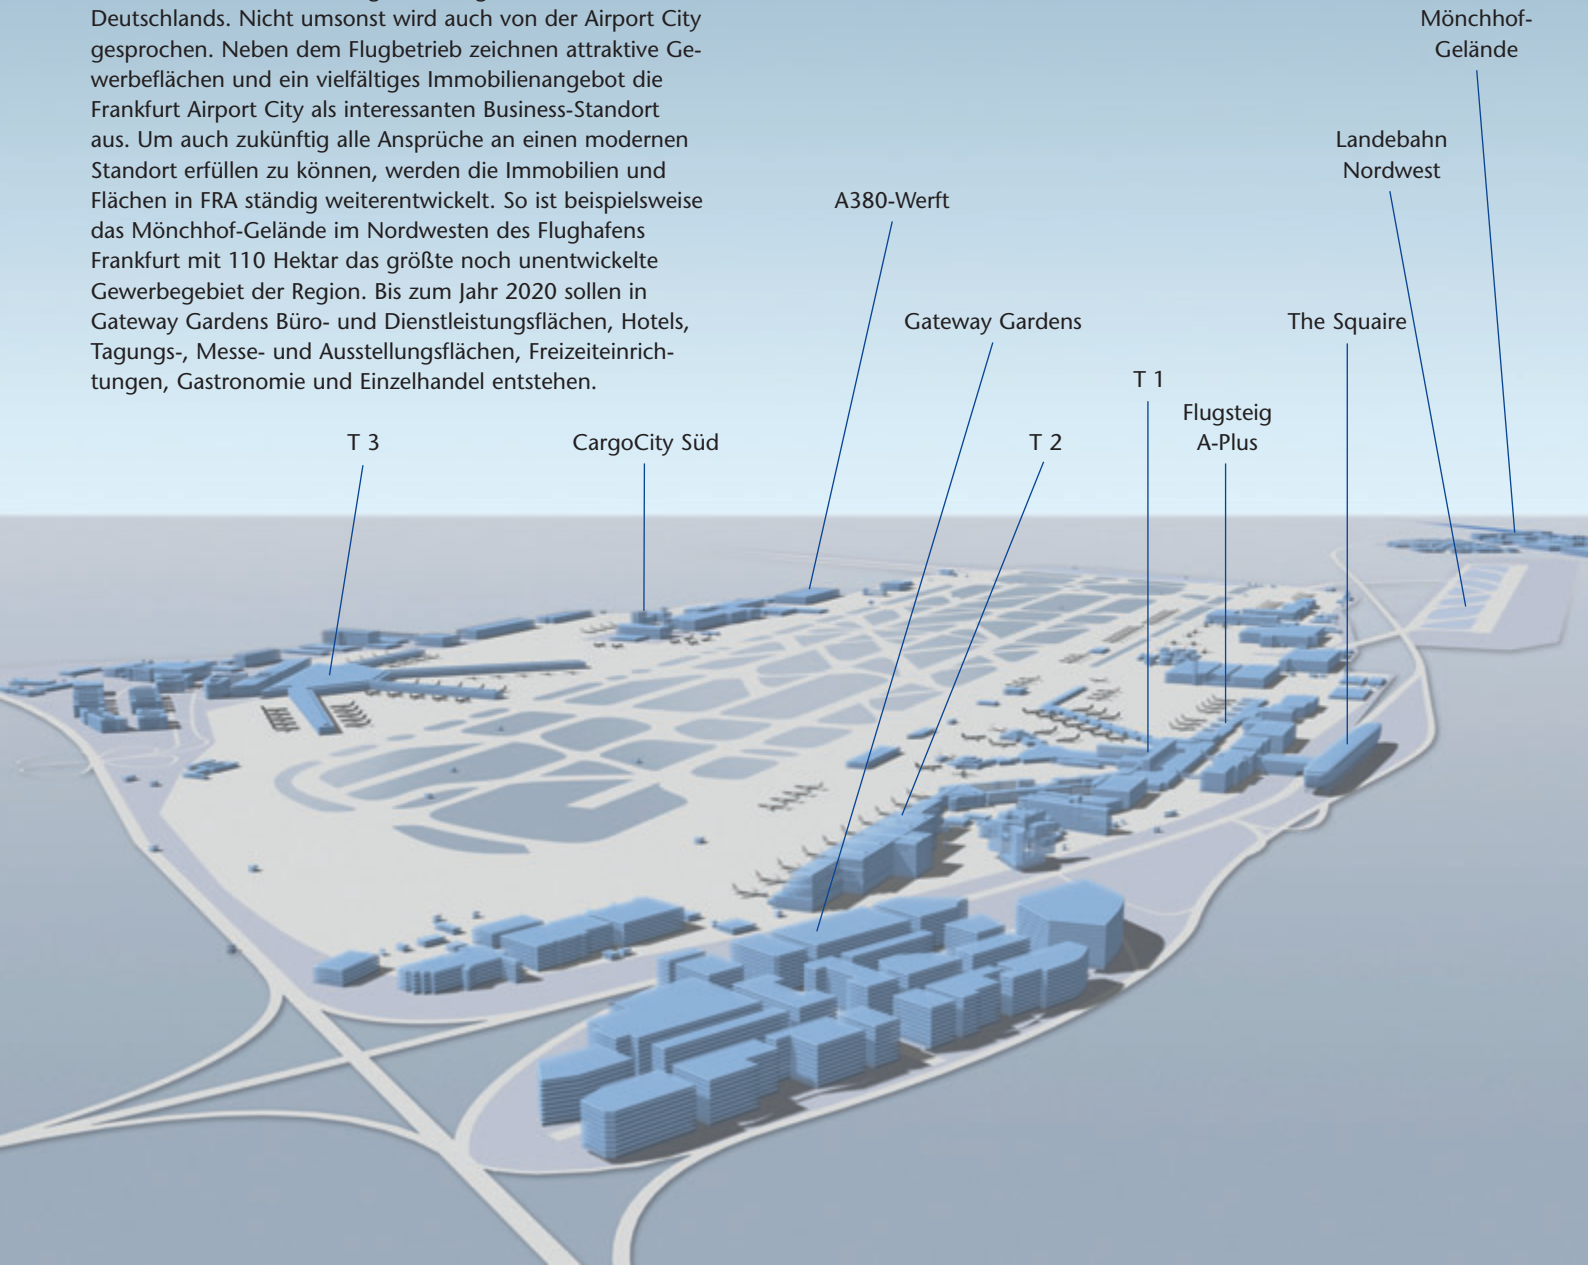 Deutschlands. Nicht umsonst wird auch von der Airport City
gesprochen. Neben dem Flugbetrieb zeichnen attraktive Ge-
werbeflächen und ein vielfältiges Immobilienangebot die
Frankfurt Airport City als interessanten Business-Standort
aus. Um auch zukünftig alle Ansprüche an einen modernen
Standort erfüllen zu können, werden die Immobilien und
Flächen in FRA ständig weiterentwickelt. So ist beispielsweise
das Mönchhof-Gelände im Nordwesten des Flughafens
Frankfurt mit 110 Hektar das größte noch unentwickelte
Gewerbegebiet der Region. Bis zum Jahr 2020 sollen in
Gateway Gardens Büro- und Dienstleistungsflächen, Hotels,
Tagungs-, Messe- und Ausstellungsflächen, Freizeiteinrich-
tungen, Gastronomie und Einzelhandel entstehen.
Mönchhof-
Gelände
Landebahn
Nordwest
A380-Werft
Gateway Gardens
The Squaire
T 1
Flugsteig
A-Plus
T 3
CargoCity Süd
T 2